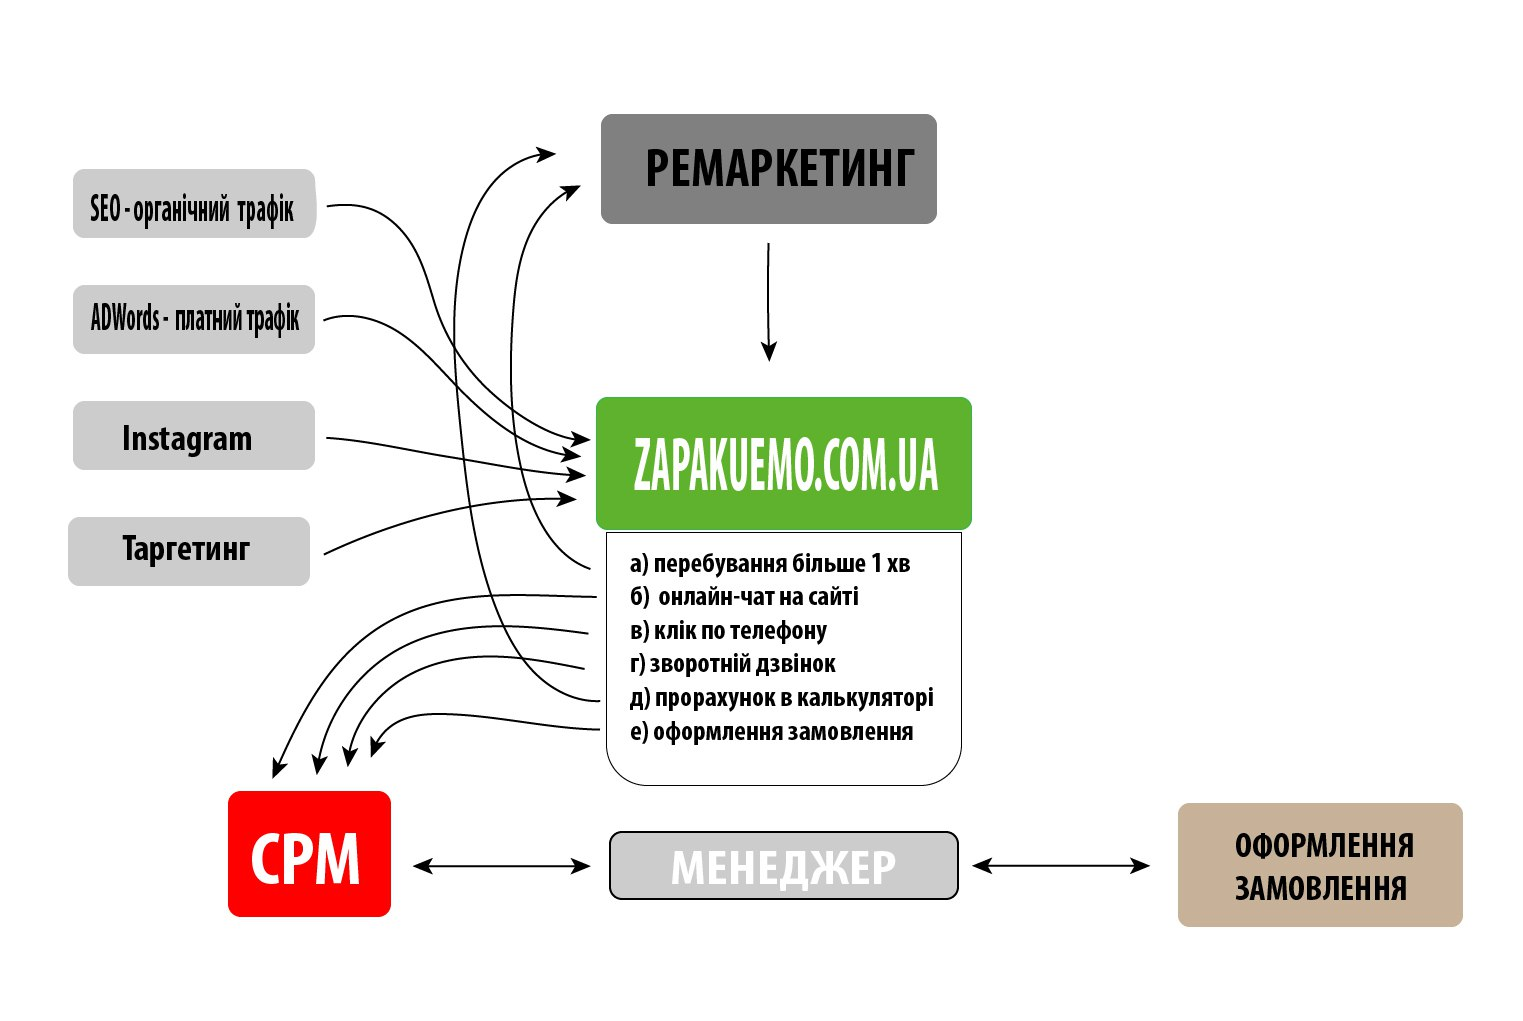 РЕМАРКЕТИНГ
SEO - органічний трафік
ADWords - платний трафік
Instagram
Таргетинг
ZAPAKUEMO.COM.UA
а) перебування більше 1 хв
б) онлайн-чат на сайті
в) клік по телефону
г) зворотній дзвінок
д) прорахунок в калькуляторі
е) оформлення замовлення
СРМ
МЕНЕДЖЕР
ОФОРМЛЕННЯ
ЗАМОВЛЕННЯ